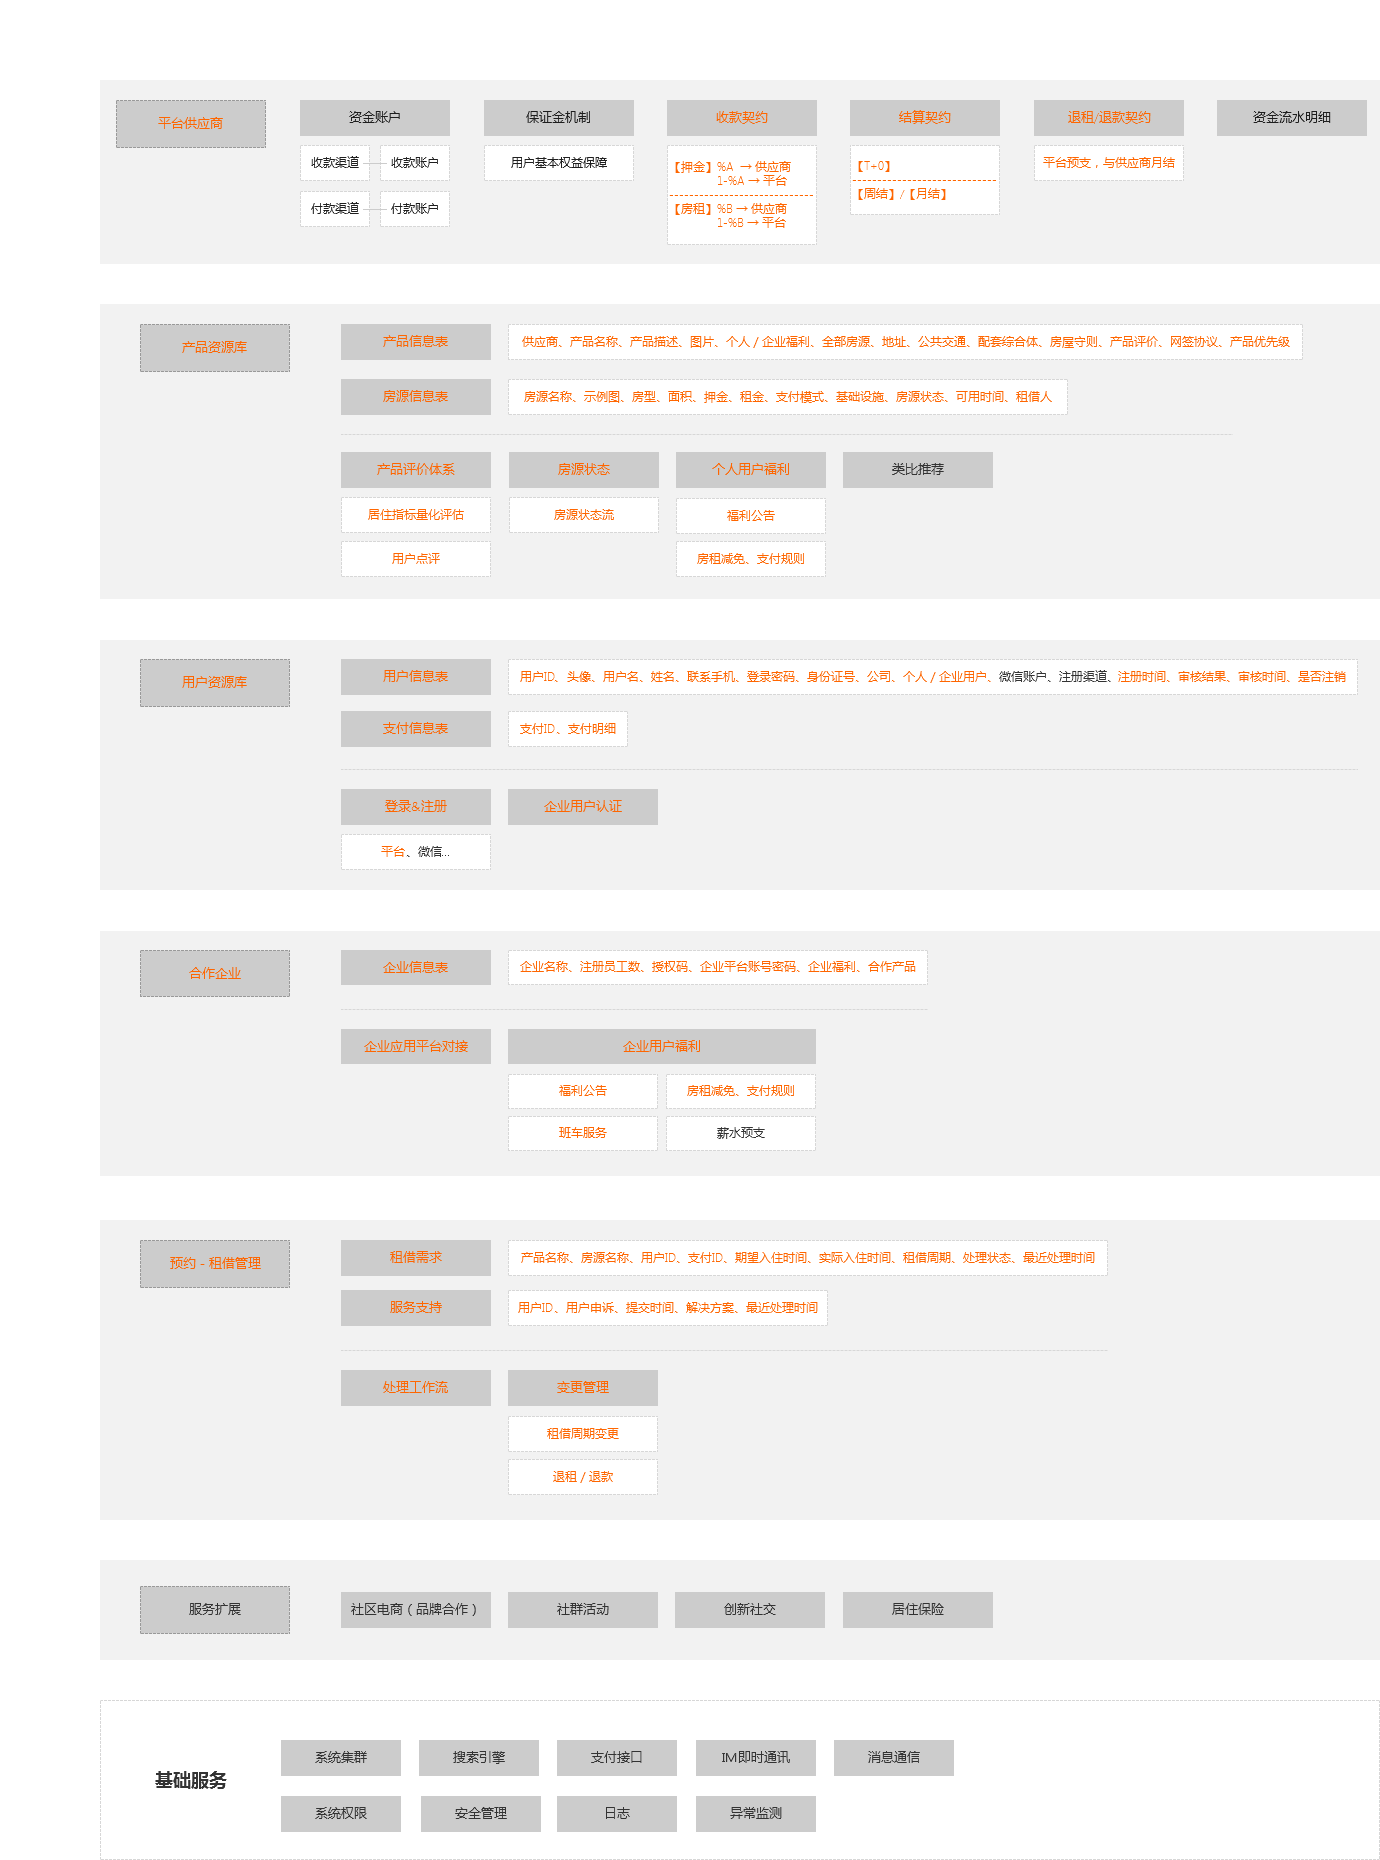 平台供应商
资金账户
保证金机制
收款契约
结算契约
退租/退款契约
资金流水明细
收款渠道
收款账户
付款渠道
付款账户
用户基本权益保障
【押金】%A → 供应商
1-%A → 平台
【房租】%B → 供应商
1-%B → 平台
【T+0】
【周结】/【月结】
平台预支，与供应商月结
产品资源库
产品信息表
供应商、产品名称、产品描述、图片、个人 / 企业福利、全部房源、地址、公共交通、配套综合体、房屋守则、产品评价、网签协议、产品优先级
房源信息表
房源名称、示例图、房型、面积、押金、租金、支付模式、基础设施、房源状态、可用时间、租借人
产品评价体系
房源状态
个人用户福利
类比推荐
居住指标量化评估
房源状态流
福利公告
用户点评
房租减免、支付规则
用户资源库
用户信息表
用户ID、头像、用户名、姓名、联系手机、登录密码、身份证号、公司、个人 / 企业用户、微信账户、注册渠道、注册时间、审核结果、审核时间、是否注销
支付信息表
支付ID、支付明细
登录&注册
企业用户认证
平台、微信...
合作企业
企业信息表
企业名称、注册员工数、授权码、企业平台账号密码、企业福利、合作产品
企业应用平台对接
企业用户福利
福利公告
房租减免、支付规则
班车服务
薪水预支
预约 - 租借管理
租借需求
产品名称、房源名称、用户ID、支付ID、期望入住时间、实际入住时间、租借周期、处理状态、最近处理时间
服务支持
用户ID、用户申诉、提交时间、解决方案、最近处理时间
处理工作流
变更管理
租借周期变更
退租 / 退款
服务扩展
社区电商（品牌合作）
社群活动
创新社交
居住保险
基础服务
系统集群
搜索引擎
支付接口
IM即时通讯
消息通信
系统权限
安全管理
日志
异常监测